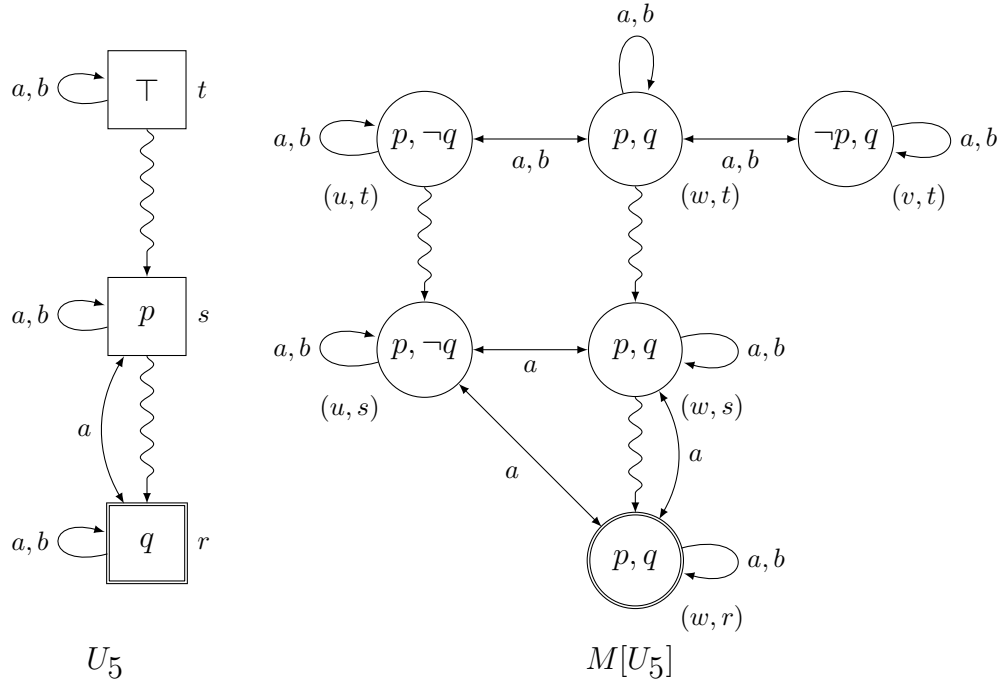 a, b
⊤
t
a, b
p
s
a
a, b
q
r
U5
a, b
a, b
p, ¬q
a, b
p, q
a, b
¬p, q
a, b
(u, t)
(w, t)
(v, t)
a, b
p, ¬q
a
p, q
a, b
(u, s)
(w, s)
a
a
p, q
a, b
(w, r)
M[U5]